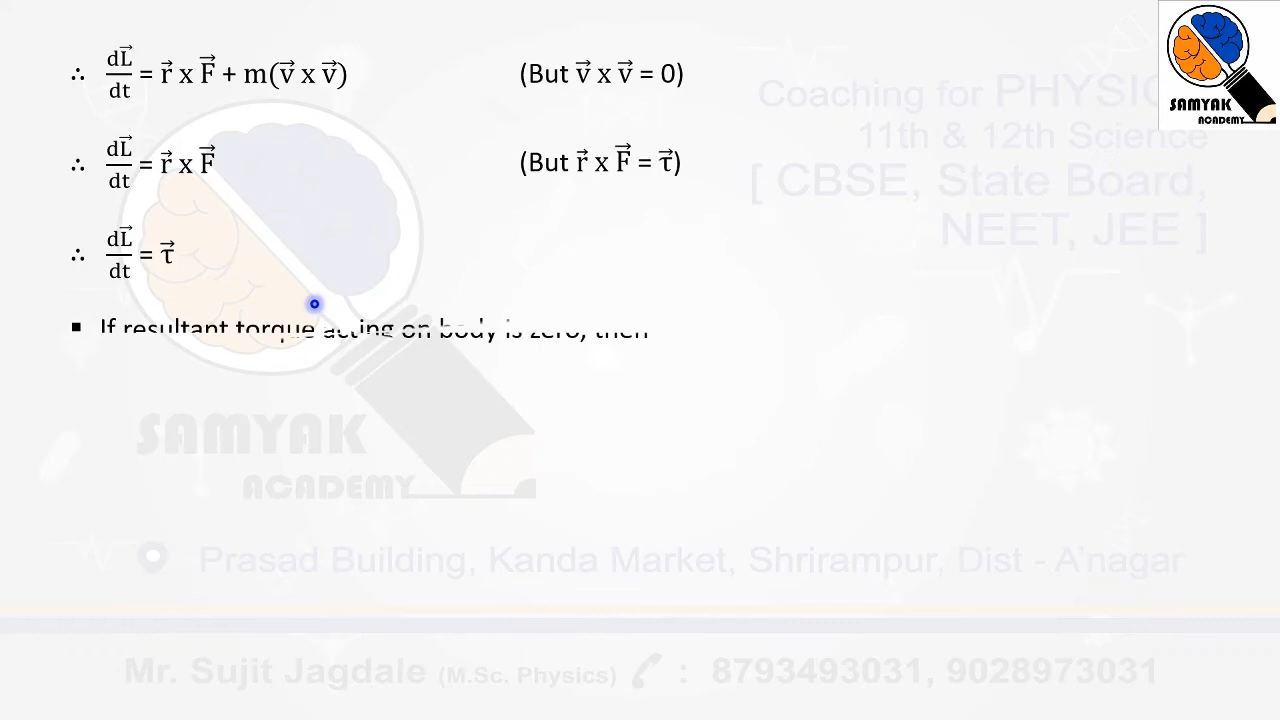 ∴ dL⃗/dt = r⃗ x F⃗ + m(v⃗ x v⃗) (But v⃗ x v⃗ = 0)
∴ dL⃗/dt = r⃗ x F⃗ (But r⃗ x F⃗ = τ⃗)
∴ dL⃗/dt = τ⃗
▪ If resultant torque acting on body is zero, then
SAMYAK
ACADEMY
Coaching for PHYSIC
11th & 12th Science
[ CBSE, State Board,
NEET, JEE ]
SAMYAK
ACADEMY
Prasad Building, Kanda Market, Shrirampur, Dist - A'nagar
Mr. Sujit Jagdale (M.Sc. Physics) : 8793493031, 9028973031